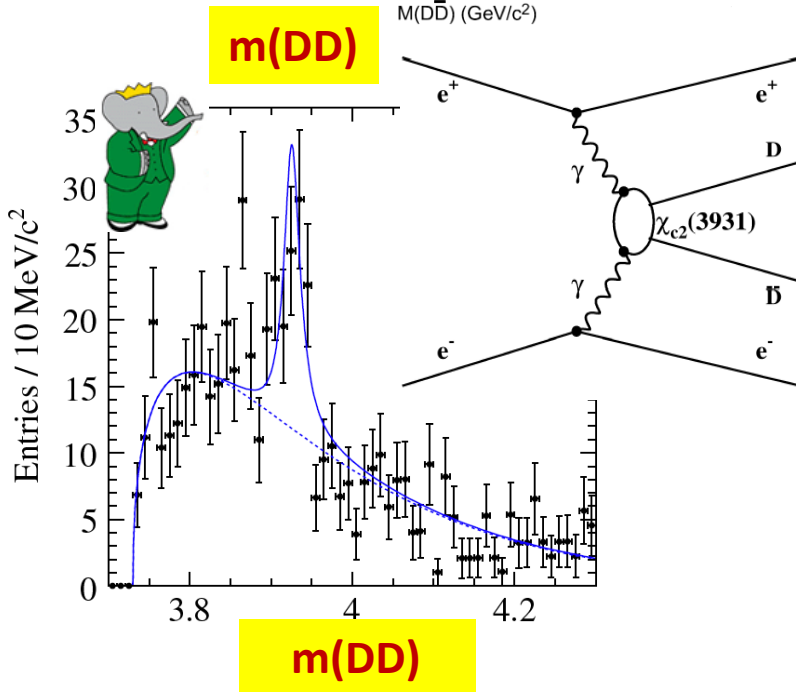 m(DD)
M(DD̄) (GeV/c²)
e⁺
e⁺
D
γ
χc2(3931)
γ
D̄
e⁻
e⁻
Entries / 10 MeV/c²
35
30
25
20
15
10
5
0
3.8
4
4.2
m(DD)